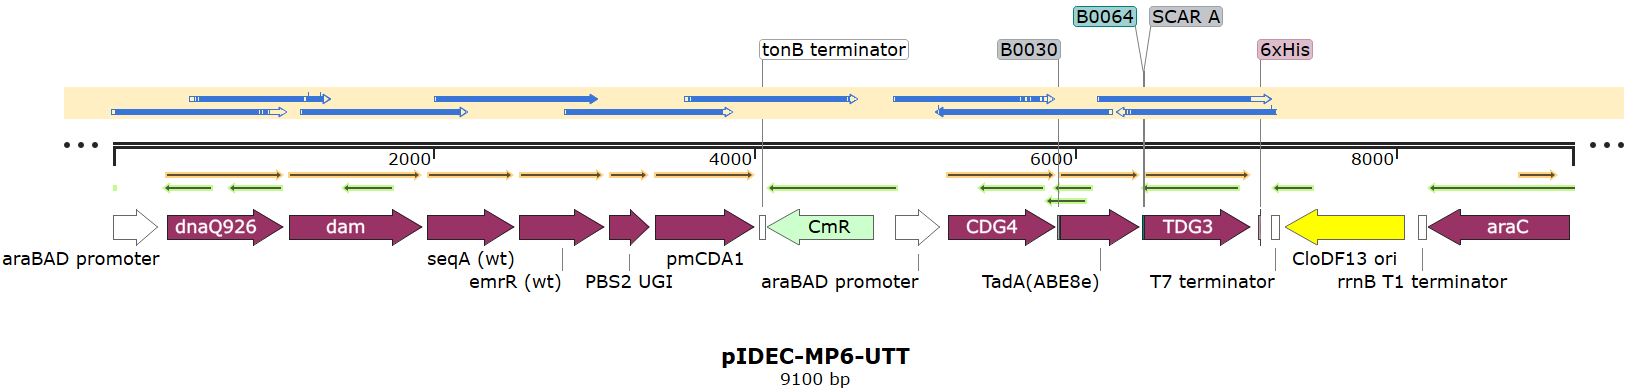 B0064 SCAR A
tonB terminator B0030 6xHis
2000 4000 6000 8000
dnaQ926 dam CmR CDG4 TDG3 araC
araBAD promoter seqA (wt) pmCDA1 CloDF13 ori
emrR (wt) PBS2 UGI araBAD promoter TadA(ABE8e) T7 terminator rrnB T1 terminator
pIDEC-MP6-UTT
9100 bp